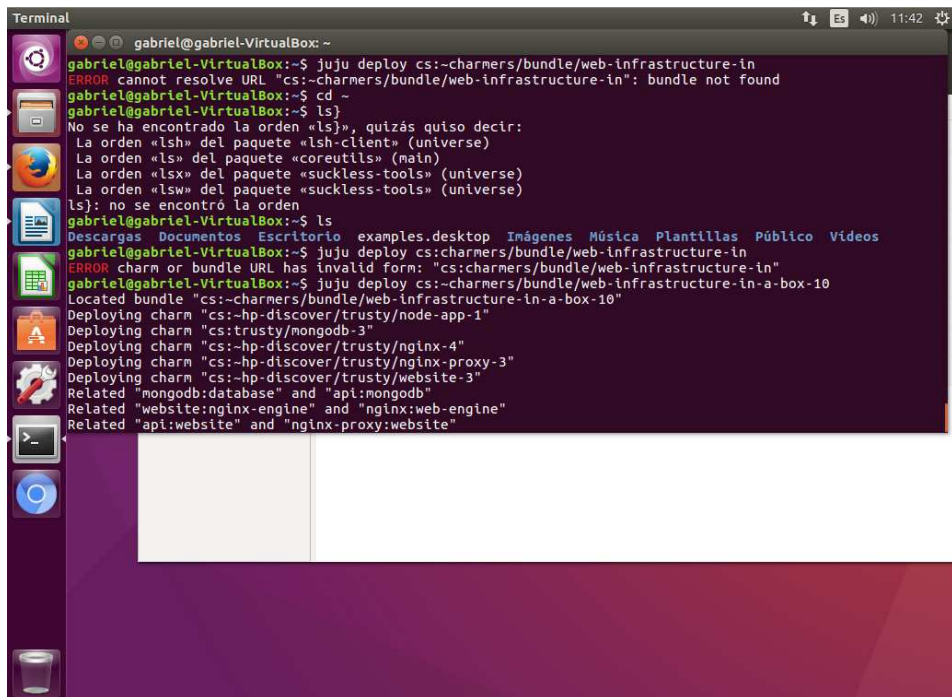 Terminal
Es
11:42
gabriel@gabriel-VirtualBox: ~
gabriel@gabriel-VirtualBox:~$ juju deploy cs:~charmers/bundle/web-infrastructure-in
ERROR cannot resolve URL "cs:~charmers/bundle/web-infrastructure-in": bundle not found
gabriel@gabriel-VirtualBox:~$ cd ~
gabriel@gabriel-VirtualBox:~$ ls}
No se ha encontrado la orden «ls}», quizás quiso decir:
 La orden «lsh» del paquete «lsh-client» (universe)
 La orden «ls» del paquete «coreutils» (main)
 La orden «lsx» del paquete «suckless-tools» (universe)
 La orden «lsw» del paquete «suckless-tools» (universe)
ls}: no se encontró la orden
gabriel@gabriel-VirtualBox:~$ ls
Descargas  Documentos  Escritorio  examples.desktop  Imágenes  Música  Plantillas  Público  Vídeos
gabriel@gabriel-VirtualBox:~$ juju deploy cs:charmers/bundle/web-infrastructure-in
ERROR charm or bundle URL has invalid form: "cs:charmers/bundle/web-infrastructure-in"
gabriel@gabriel-VirtualBox:~$ juju deploy cs:~charmers/bundle/web-infrastructure-in-a-box-10
Located bundle "cs:~charmers/bundle/web-infrastructure-in-a-box-10"
Deploying charm "cs:~hp-discover/trusty/node-app-1"
Deploying charm "cs:trusty/mongodb-3"
Deploying charm "cs:~hp-discover/trusty/nginx-4"
Deploying charm "cs:~hp-discover/trusty/nginx-proxy-3"
Deploying charm "cs:~hp-discover/trusty/website-3"
Related "mongodb:database" and "api:mongodb"
Related "website:nginx-engine" and "nginx:web-engine"
Related "api:website" and "nginx-proxy:website"